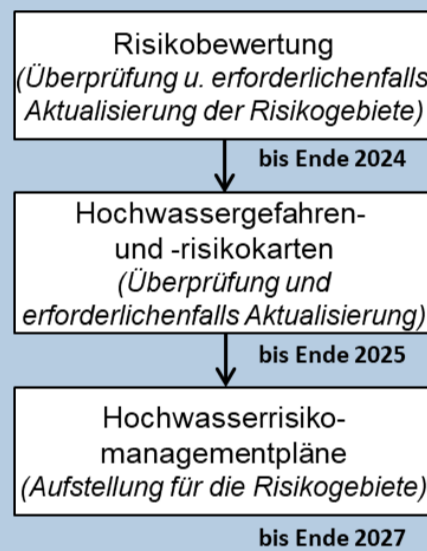 Risikobewertung
(Überprüfung u. erforderlichenfalls
Aktualisierung der Risikogebiete)
bis Ende 2024
Hochwassergefahren-
und -risikokarten
(Überprüfung und
erforderlichenfalls Aktualisierung)
bis Ende 2025
Hochwasserrisiko-
managementpläne
(Aufstellung für die Risikogebiete)
bis Ende 2027